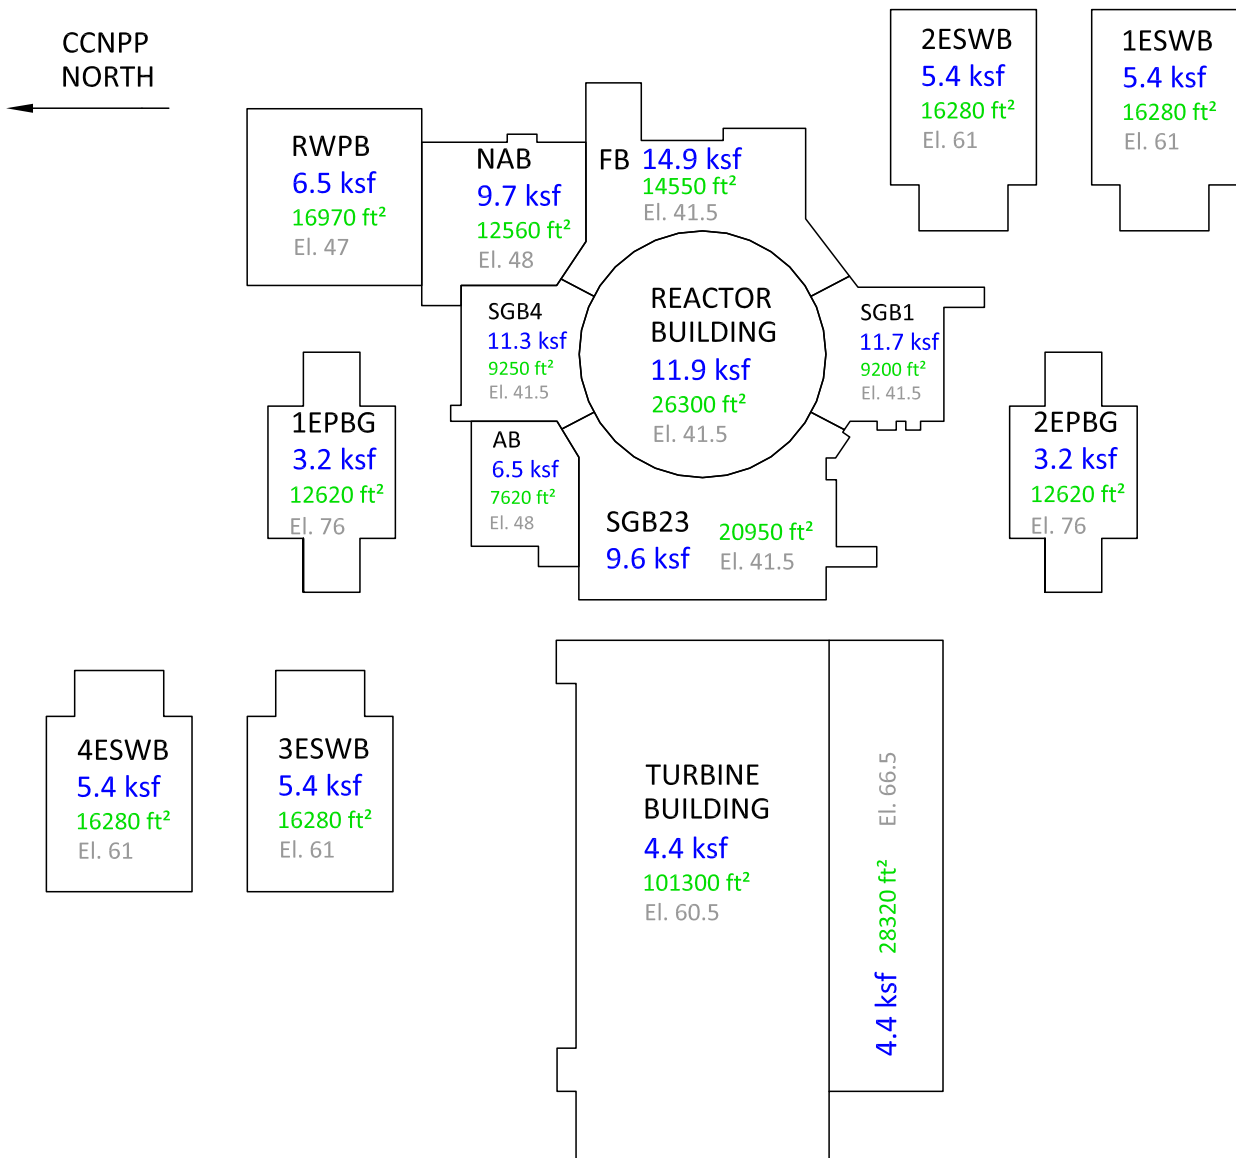 CCNPP
NORTH
2ESWB
5.4 ksf
16280 ft²
El. 61
1ESWB
5.4 ksf
16280 ft²
El. 61
RWPB
6.5 ksf
16970 ft²
El. 47
NAB
9.7 ksf
12560 ft²
El. 48
FB 14.9 ksf
14550 ft²
El. 41.5
SGB4
11.3 ksf
9250 ft²
El. 41.5
REACTOR
BUILDING
11.9 ksf
26300 ft²
El. 41.5
SGB1
11.7 ksf
9200 ft²
El. 41.5
1EPBG
3.2 ksf
12620 ft²
El. 76
AB
6.5 ksf
7620 ft²
El. 48
SGB23
9.6 ksf
20950 ft²
El. 41.5
2EPBG
3.2 ksf
12620 ft²
El. 76
4ESWB
5.4 ksf
16280 ft²
El. 61
3ESWB
5.4 ksf
16280 ft²
El. 61
TURBINE
BUILDING
4.4 ksf
101300 ft²
El. 60.5
4.4 ksf 28320 ft² El. 66.5